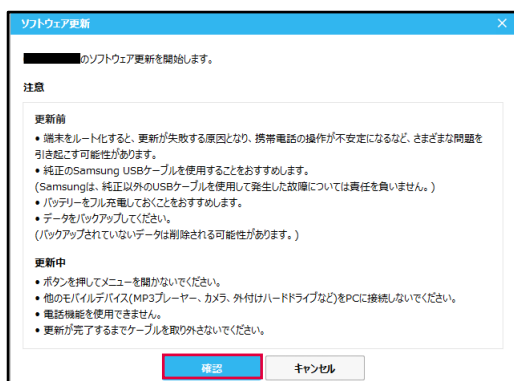 ソフトウェア更新
のソフトウェア更新を開始します。
注意
更新前
• 端末をルート化すると、更新が失敗する原因となり、携帯電話の操作が不安定になるなど、さまざまな問題を
引き起こす可能性があります。
• 純正のSamsung USBケーブルを使用することをおすすめします。
(Samsungは、純正以外のUSBケーブルを使用して発生した故障については責任を負いません。)
• バッテリーをフル充電しておくことをおすすめします。
• データをバックアップしてください。
(バックアップされていないデータは削除される可能性があります。)
更新中
• ボタンを押してメニューを開かないでください。
• 他のモバイルデバイス(MP3プレーヤー、カメラ、外付けハードドライブなど)をPCに接続しないでください。
• 電話機能を使用できません。
• 更新が完了するまでケーブルを取り外さないでください。
確認
キャンセル